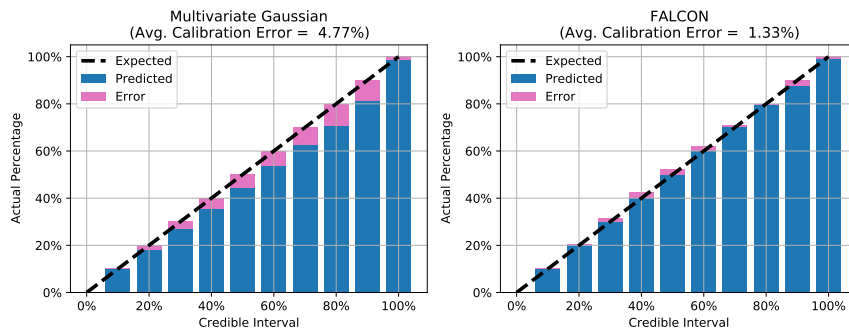 Multivariate Gaussian
(Avg. Calibration Error =  4.77%)
Expected
Predicted
Error
100%
80%
60%
40%
20%
0%
Actual Percentage
0% 20% 40% 60% 80% 100%
Credible Interval
FALCON
(Avg. Calibration Error =  1.33%)
Expected
Predicted
Error
100%
80%
60%
40%
20%
0%
Actual Percentage
0% 20% 40% 60% 80% 100%
Credible Interval